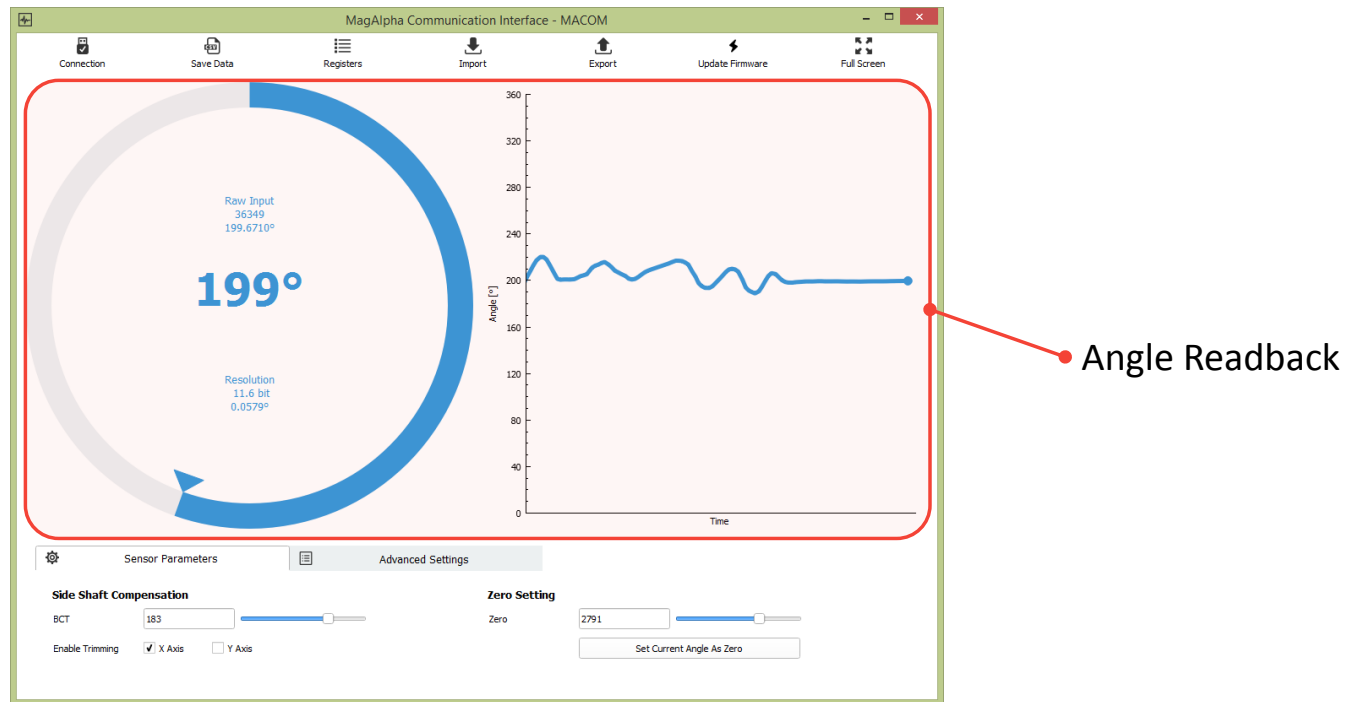 MagAlpha Communication Interface - MACOM
Connection
Save Data
Registers
Import
Export
Update Firmware
Full Screen
CSV
Raw Input
36349
199.6710°
199°
Resolution
11.6 bit
0.0579°
360
320
280
240
200
160
120
80
40
0
Angle [°]
Time
Angle Readback
Sensor Parameters
Advanced Settings
Side Shaft Compensation
BCT
183
Enable Trimming
X Axis
Y Axis
Zero Setting
Zero
2791
Set Current Angle As Zero